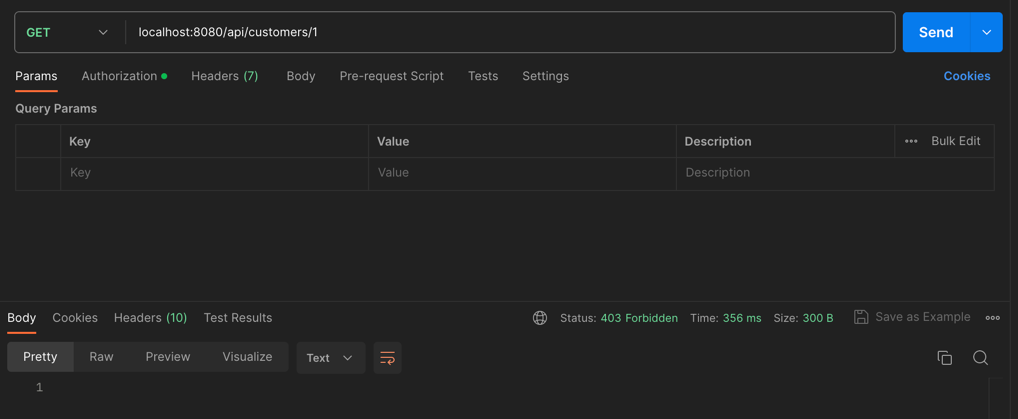 GET localhost:8080/api/customers/1 Send
Params Authorization Headers (7) Body Pre-request Script Tests Settings Cookies
Query Params
Key Value Description Bulk Edit
Key Value Description
Body Cookies Headers (10) Test Results Status: 403 Forbidden Time: 356 ms Size: 300 B Save as Example
Pretty Raw Preview Visualize Text
1